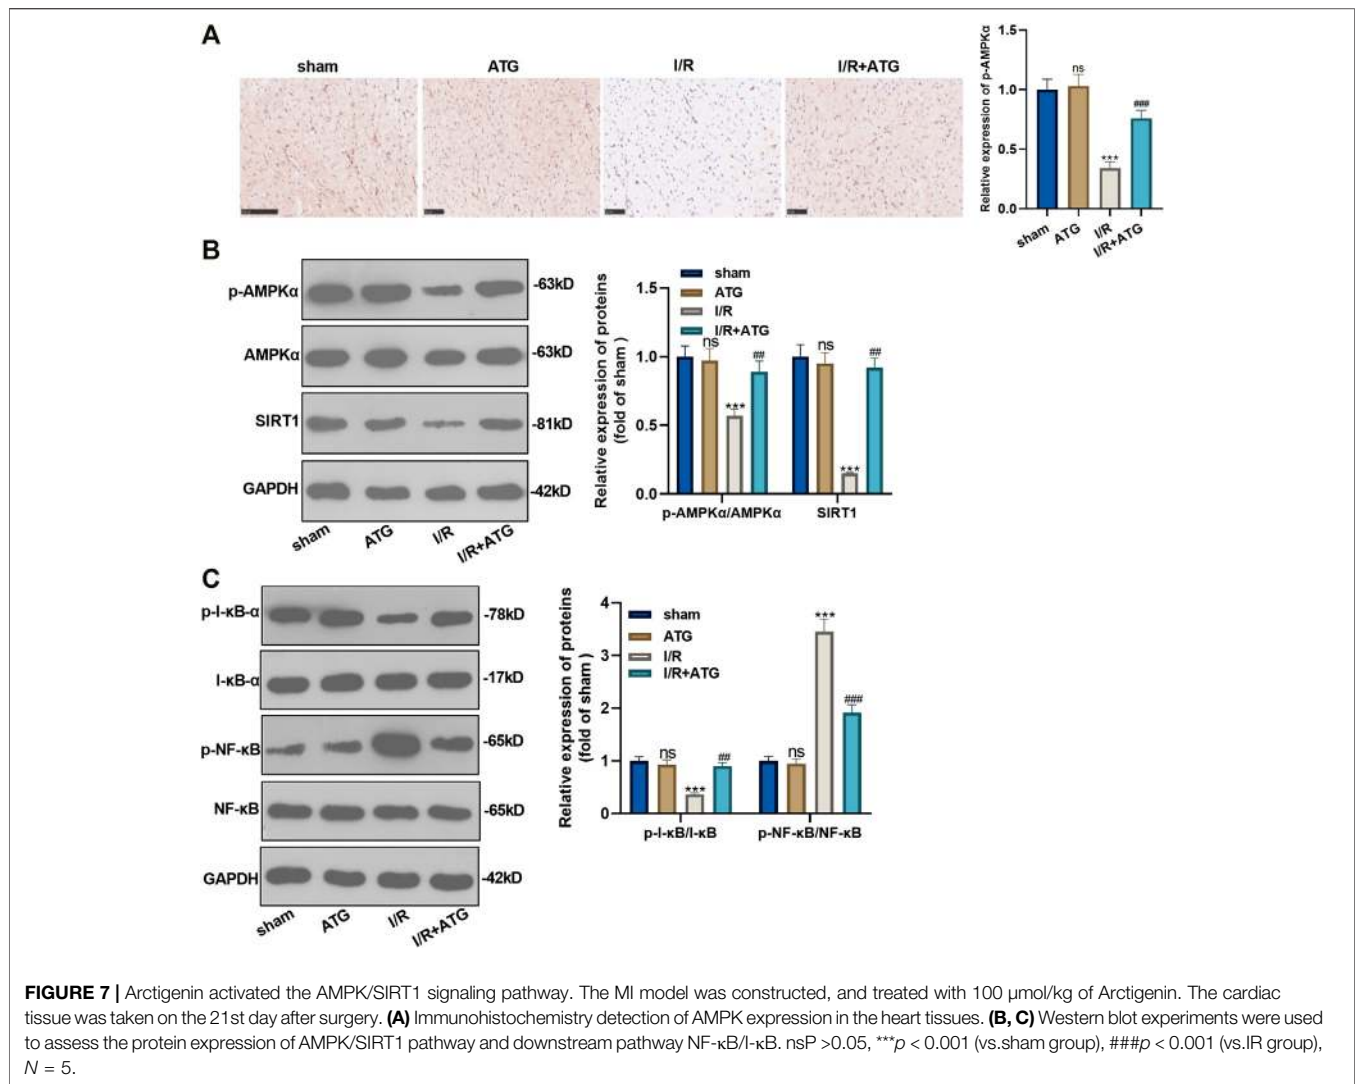 A
sham
ATG
I/R
I/R+ATG
Relative expression of p-AMPKα
1.5
1.0
0.5
0.0
ns
***
###
sham
ATG
I/R
I/R+ATG
B
p-AMPKα
-63kD
AMPKα
-63kD
SIRT1
-81kD
GAPDH
-42kD
sham
ATG
I/R
I/R+ATG
Relative expression of proteins
(fold of sham )
sham
ATG
I/R
I/R+ATG
1.5
1.0
0.5
0.0
ns
***
##
ns
***
##
p-AMPKα/AMPKα
SIRT1
C
p-I-κB-α
-78kD
I-κB-α
-17kD
p-NF-κB
-65kD
NF-κB
-65kD
GAPDH
-42kD
sham
ATG
I/R
I/R+ATG
Relative expression of proteins
(fold of sham )
sham
ATG
I/R
I/R+ATG
4
3
2
1
0
ns
***
##
ns
***
###
p-I-κB/I-κB
p-NF-κB/NF-κB
FIGURE 7 | Arctigenin activated the AMPK/SIRT1 signaling pathway. The MI model was constructed, and treated with 100 μmol/kg of Arctigenin. The cardiac
tissue was taken on the 21st day after surgery. (A) Immunohistochemistry detection of AMPK expression in the heart tissues. (B, C) Western blot experiments were used
to assess the protein expression of AMPK/SIRT1 pathway and downstream pathway NF-κB/I-κB. nsP >0.05, ***p < 0.001 (vs.sham group), ###p < 0.001 (vs.IR group),
N = 5.